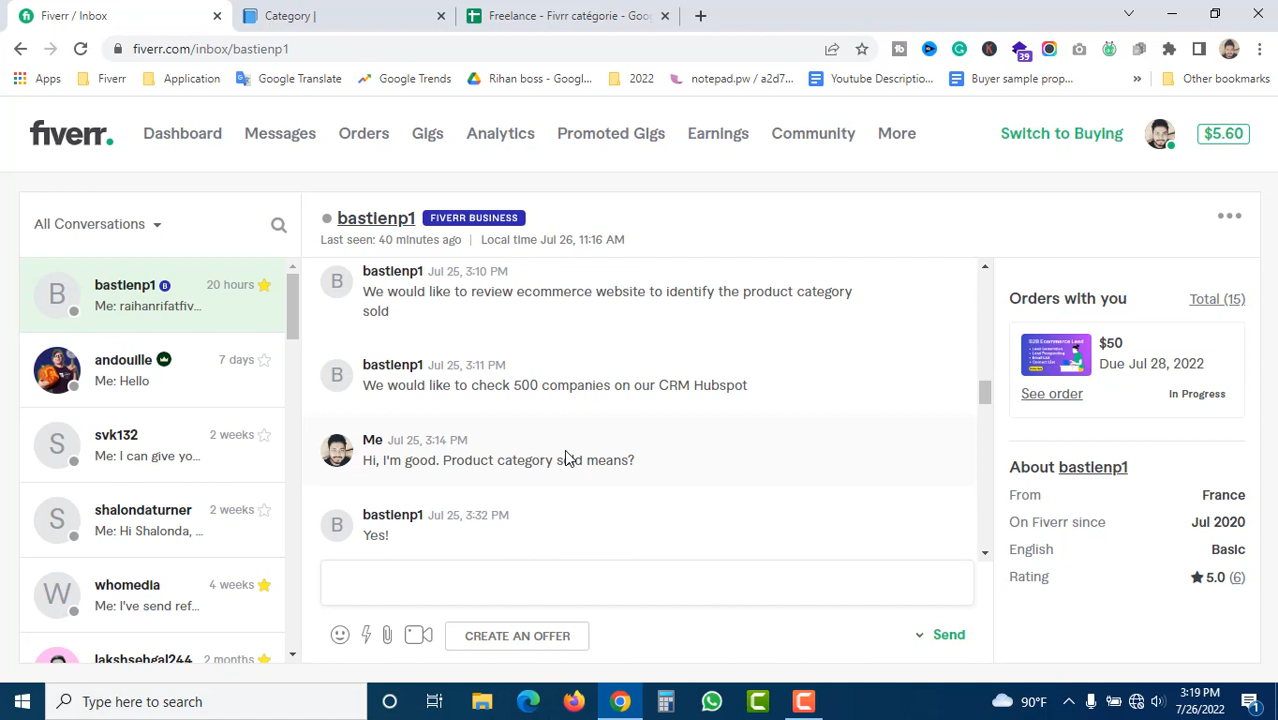 Fiverr / Inbox
Category |
Freelance - Fivrr catégorie - Goo
fiverr.com/inbox/bastienp1
39
Apps
Fiverr
Application
Google Translate
Google Trends
Rihan boss - Googl...
2022
notepad.pw / a2d7...
Youtube Descriptio...
Buyer sample prop...
»
Other bookmarks
fiverr.
Dashboard
Messages
Orders
Gigs
Analytics
Promoted Gigs
Earnings
Community
More
Switch to Buying
$5.60
All Conversations
B
bastienp1
B
20 hours
Me: raihanrifatfiv...
andouille
7 days
Me: Hello
S
svk132
2 weeks
Me: I can give yo...
S
shalondaturner
2 weeks
Me: Hi Shalonda, ...
W
whomedia
4 weeks
Me: I've send ref...
lakshsehgal244
2 months
bastienp1
FIVERR BUSINESS
Last seen: 40 minutes ago | Local time Jul 26, 11:16 AM
B
bastienp1 Jul 25, 3:10 PM
We would like to review ecommerce website to identify the product category
sold
B
bastienp1 Jul 25, 3:11 PM
We would like to check 500 companies on our CRM Hubspot
Me Jul 25, 3:14 PM
Hi, I'm good. Product category sold means?
B
bastienp1 Jul 25, 3:32 PM
Yes!
CREATE AN OFFER
Send
Orders with you
Total (15)
B2B Ecommerce Lead
$50
Due Jul 28, 2022
See order
In Progress
About bastienp1
From
France
On Fiverr since
Jul 2020
English
Basic
Rating
5.0 (6)
Type here to search
90°F
3:19 PM
7/26/2022
1